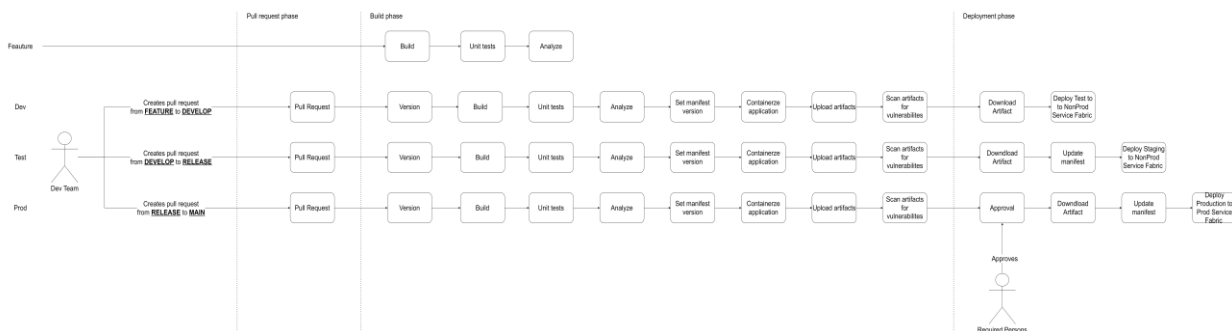 Pull request phase
Build phase
Deployment phase
Feauture
Build
Unit tests
Analyze
Dev
Creates pull request
from FEATURE to DEVELOP
Pull Request
Version
Build
Unit tests
Analyze
Set manifest
version
Containerze
application
Upload artifacts
Scan artifacts
for
vulnerabilites
Download
Artifact
Deploy Test to
to NonProd
Service Fabric
Test
Dev Team
Creates pull request
from DEVELOP to RELEASE
Pull Request
Version
Build
Unit tests
Analyze
Set manifest
version
Containerze
application
Upload artifacts
Scan artifacts
for
vulnerabilites
Downdload
Artifact
Update
manifest
Deploy Staging
to NonProd
Service Fabric
Prod
Creates pull request
from RELEASE to MAIN
Pull Request
Version
Build
Unit tests
Analyze
Set manifest
version
Containerze
application
Upload artifacts
Scan artifacts
for
vulnerabilites
Approval
Downdload
Artifact
Update
manifest
Deploy
Production to
Prod Service
Fabric
Approves
Required Persons